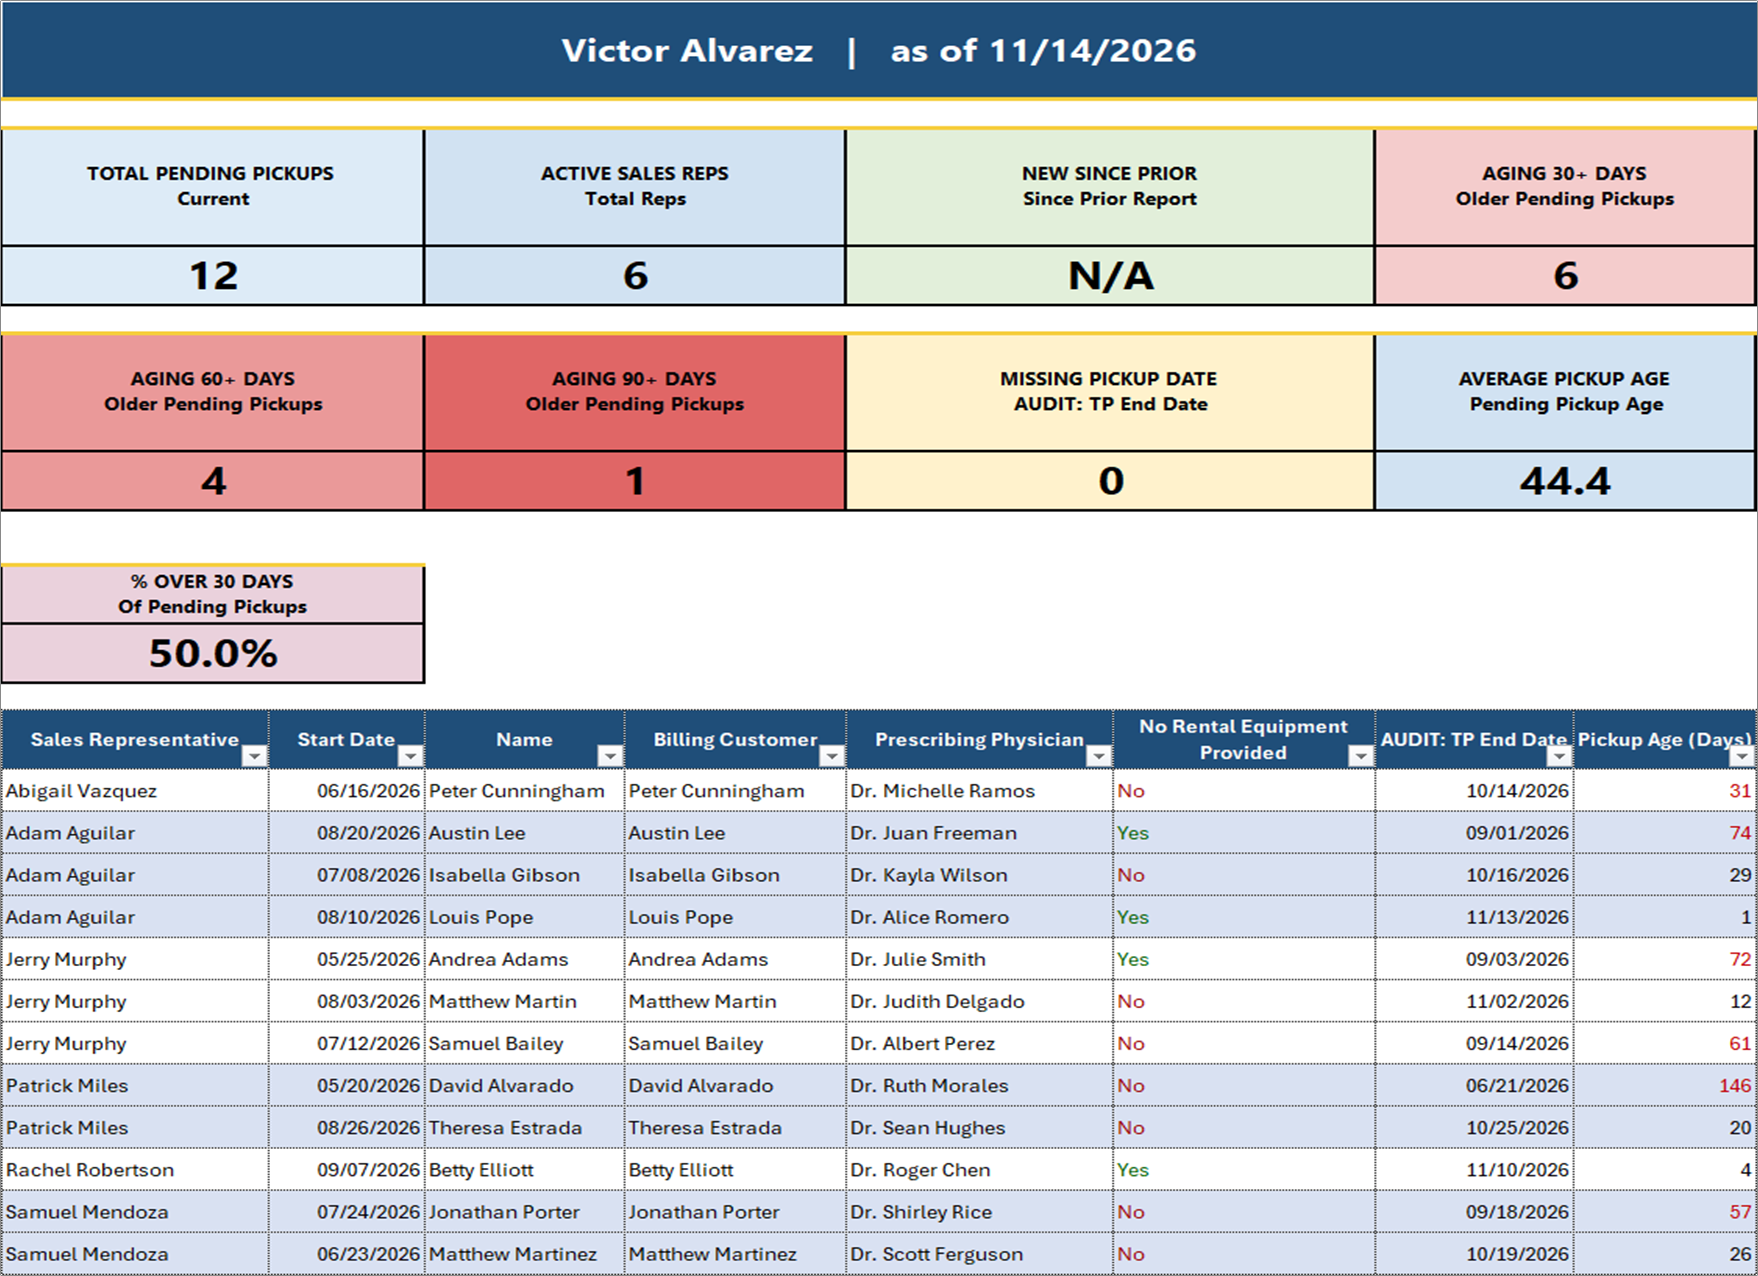 Victor Alvarez | as of 11/14/2026
TOTAL PENDING PICKUPS
Current
ACTIVE SALES REPS
Total Reps
NEW SINCE PRIOR
Since Prior Report
AGING 30+ DAYS
Older Pending Pickups
12
6
N/A
6
AGING 60+ DAYS
Older Pending Pickups
AGING 90+ DAYS
Older Pending Pickups
MISSING PICKUP DATE
AUDIT: TP End Date
AVERAGE PICKUP AGE
Pending Pickup Age
4
1
0
44.4
% OVER 30 DAYS
Of Pending Pickups
50.0%
Sales Representative Start Date Name Billing Customer Prescribing Physician No Rental Equipment Provided AUDIT: TP End Date Pickup Age (Days)
Abigail Vazquez 06/16/2026 Peter Cunningham Peter Cunningham Dr. Michelle Ramos No 10/14/2026 31
Adam Aguilar 08/20/2026 Austin Lee Austin Lee Dr. Juan Freeman Yes 09/01/2026 74
Adam Aguilar 07/08/2026 Isabella Gibson Isabella Gibson Dr. Kayla Wilson No 10/16/2026 29
Adam Aguilar 08/10/2026 Louis Pope Louis Pope Dr. Alice Romero Yes 11/13/2026 1
Jerry Murphy 05/25/2026 Andrea Adams Andrea Adams Dr. Julie Smith Yes 09/03/2026 72
Jerry Murphy 08/03/2026 Matthew Martin Matthew Martin Dr. Judith Delgado No 11/02/2026 12
Jerry Murphy 07/12/2026 Samuel Bailey Samuel Bailey Dr. Albert Perez No 09/14/2026 61
Patrick Miles 05/20/2026 David Alvarado David Alvarado Dr. Ruth Morales No 06/21/2026 146
Patrick Miles 08/26/2026 Theresa Estrada Theresa Estrada Dr. Sean Hughes No 10/25/2026 20
Rachel Robertson 09/07/2026 Betty Elliott Betty Elliott Dr. Roger Chen Yes 11/10/2026 4
Samuel Mendoza 07/24/2026 Jonathan Porter Jonathan Porter Dr. Shirley Rice No 09/18/2026 57
Samuel Mendoza 06/23/2026 Matthew Martinez Matthew Martinez Dr. Scott Ferguson No 10/19/2026 26